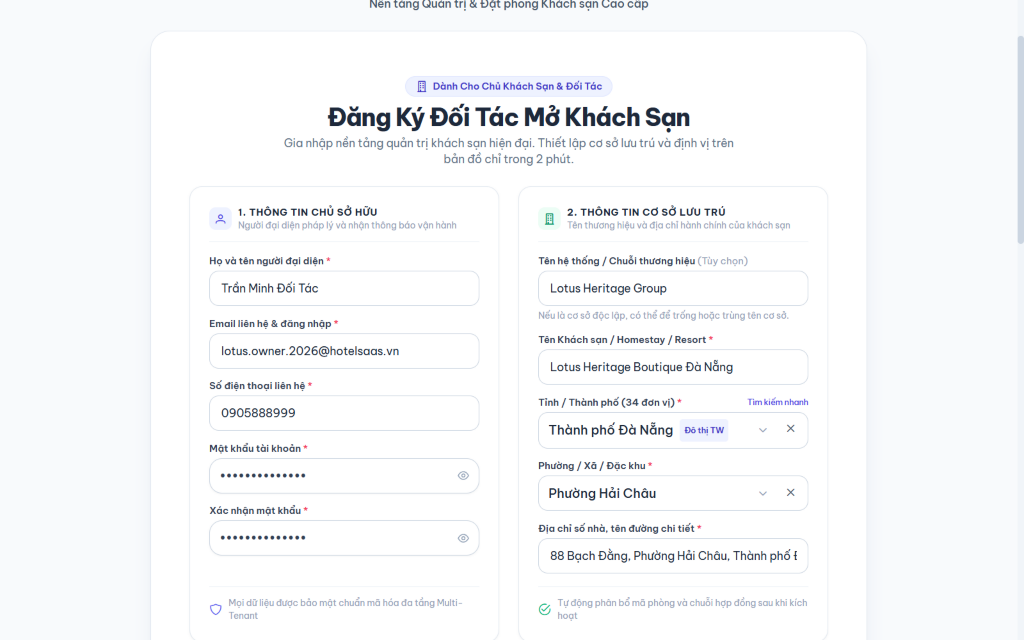 Nền tảng Quản trị & Đặt phòng Khách sạn Cao cấp
Dành Cho Chủ Khách Sạn & Đối Tác
Đăng Ký Đối Tác Mở Khách Sạn
Gia nhập nền tảng quản trị khách sạn hiện đại. Thiết lập cơ sở lưu trú và định vị trên
bản đồ chỉ trong 2 phút.
1. THÔNG TIN CHỦ SỞ HỮU
Người đại diện pháp lý và nhận thông báo vận hành
Họ và tên người đại diện *
Trần Minh Đối Tác
Email liên hệ & đăng nhập *
lotus.owner.2026@hotelsaas.vn
Số điện thoại liên hệ *
0905888999
Mật khẩu tài khoản *
••••••••••••••
Xác nhận mật khẩu *
••••••••••••••
Mọi dữ liệu được bảo mật chuẩn mã hóa đa tầng Multi-
Tenant
2. THÔNG TIN CƠ SỞ LƯU TRÚ
Tên thương hiệu và địa chỉ hành chính của khách sạn
Tên hệ thống / Chuỗi thương hiệu (Tùy chọn)
Lotus Heritage Group
Nếu là cơ sở độc lập, có thể để trống hoặc trùng tên cơ sở.
Tên Khách sạn / Homestay / Resort *
Lotus Heritage Boutique Đà Nẵng
Tỉnh / Thành phố (34 đơn vị) * Tìm kiếm nhanh
Thành phố Đà Nẵng Đô thị TW
Phường / Xã / Đặc khu *
Phường Hải Châu
Địa chỉ số nhà, tên đường chi tiết *
88 Bạch Đằng, Phường Hải Châu, Thành phố
Tự động phân bổ mã phòng và chuỗi hợp đồng sau khi kích
hoạt